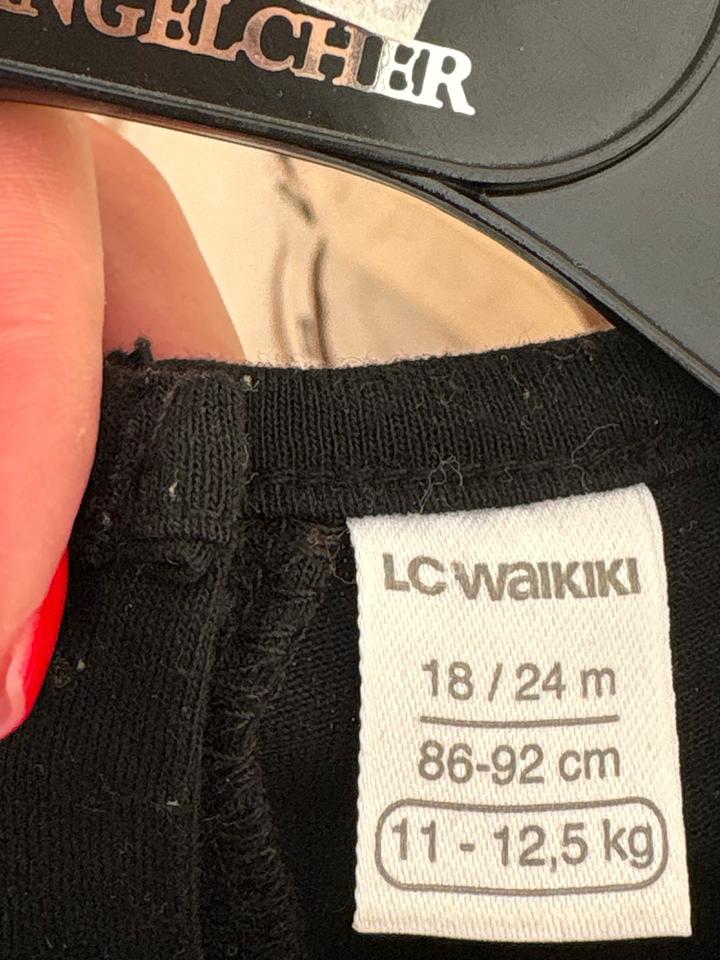 NGELCHER
LC WAIKIKI
18 / 24 m
86-92 cm
11 - 12,5 kg